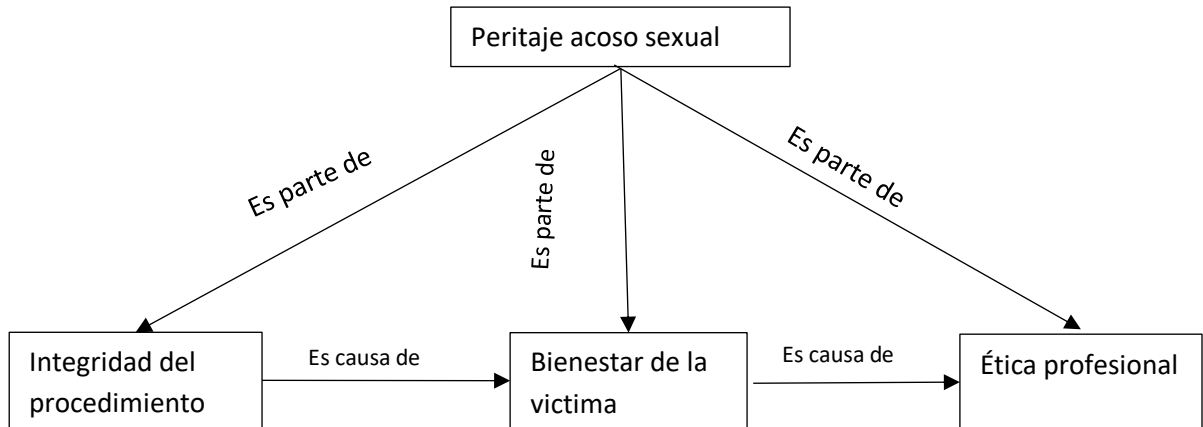 Peritaje acoso sexual
Es parte de
Es parte de
Es parte de
Integridad del
procedimiento
Es causa de
Bienestar de la
victima
Es causa de
Ética profesional